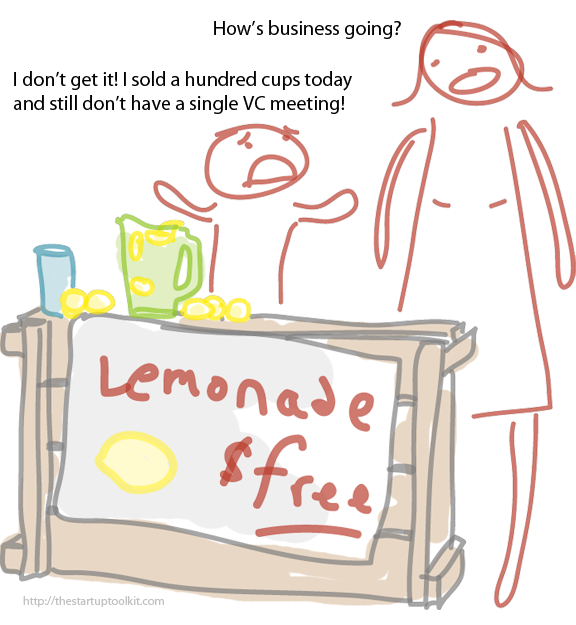 How's business going?
I don't get it! I sold a hundred cups today
and still don't have a single VC meeting!
Lemonade
$free
http://thestartuptoolkit.com